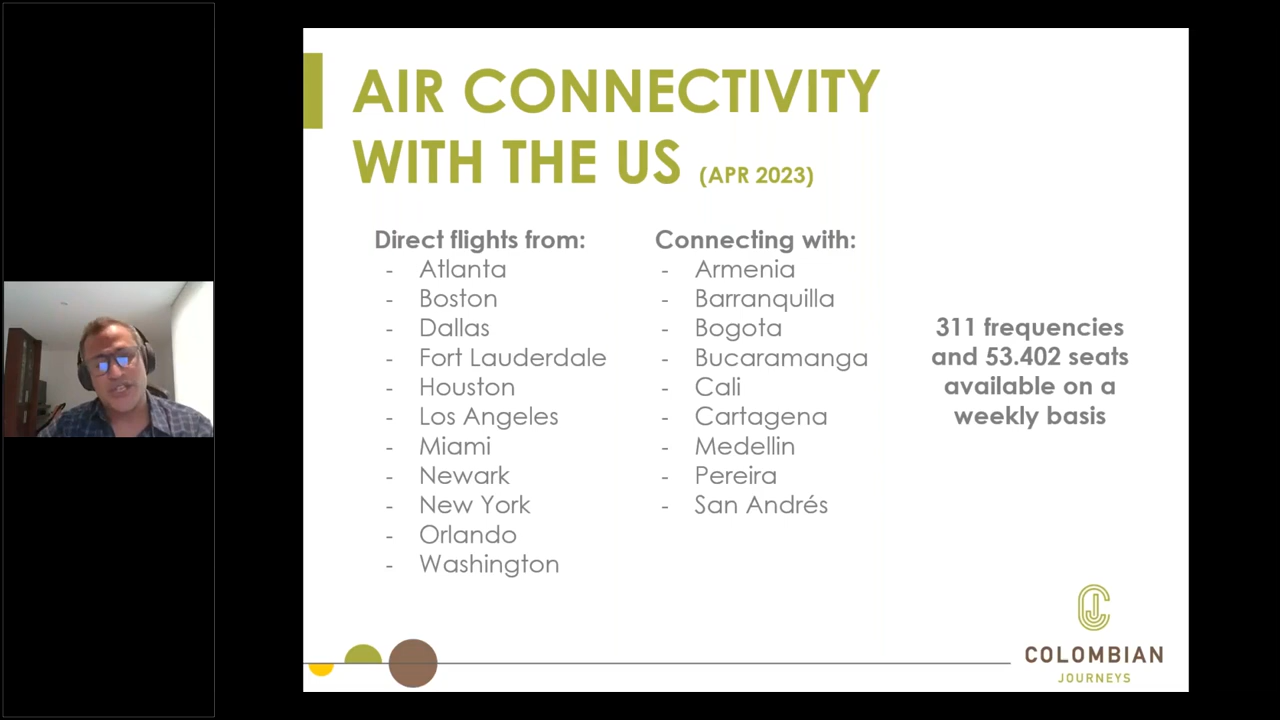 AIR CONNECTIVITY
WITH THE US (APR 2023)
Direct flights from:
- Atlanta
- Boston
- Dallas
- Fort Lauderdale
- Houston
- Los Angeles
- Miami
- Newark
- New York
- Orlando
- Washington
Connecting with:
- Armenia
- Barranquilla
- Bogota
- Bucaramanga
- Cali
- Cartagena
- Medellin
- Pereira
- San Andrés
311 frequencies
and 53.402 seats
available on a
weekly basis
COLOMBIAN
JOURNEYS